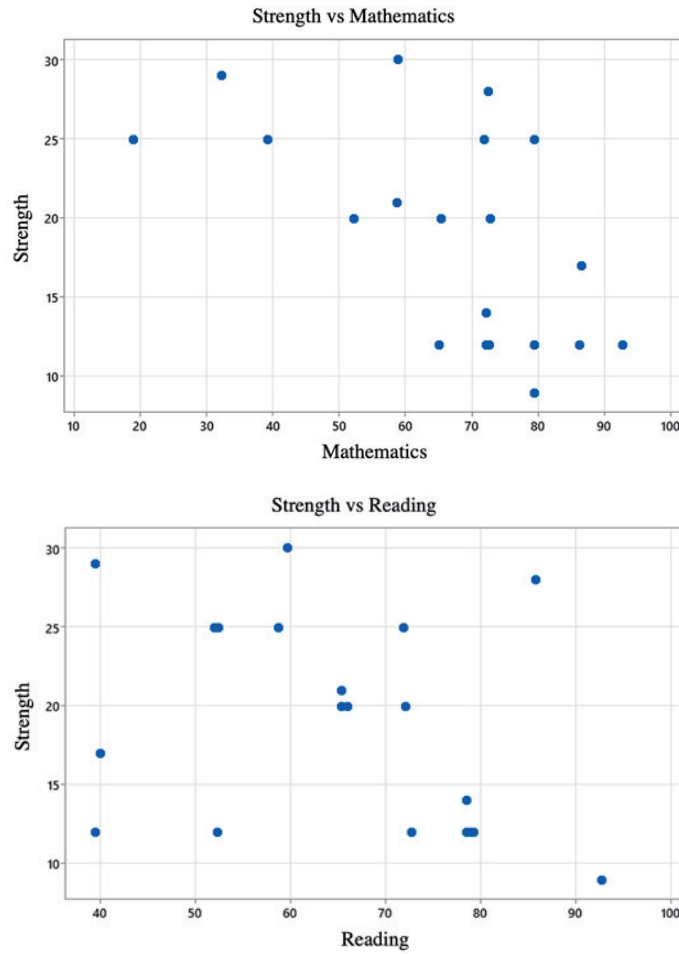 Strength vs Mathematics
30
25
20
15
10
Strength
10 20 30 40 50 60 70 80 90 100
Mathematics
Strength vs Reading
30
25
20
15
10
Strength
40 50 60 70 80 90 100
Reading